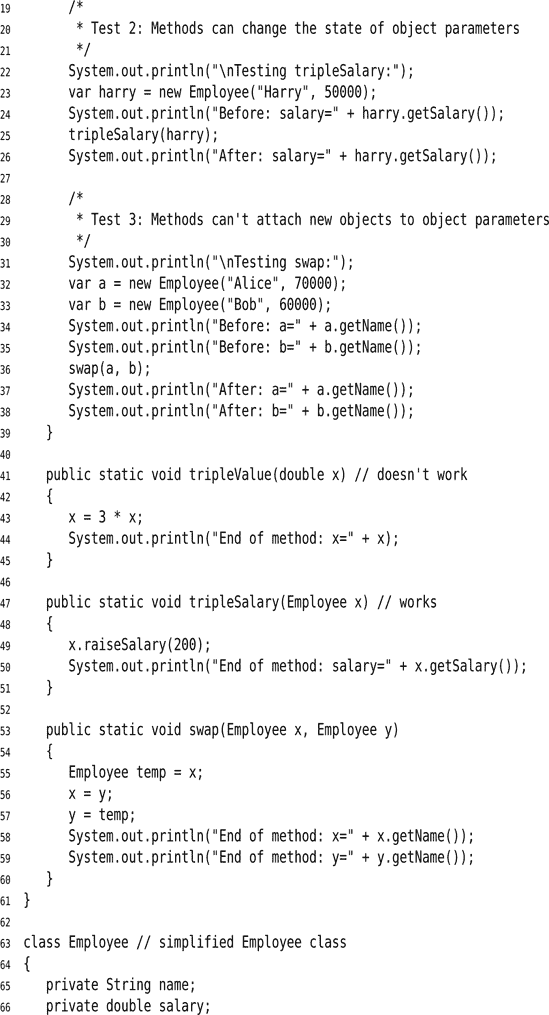 19       /*
20        * Test 2: Methods can change the state of object parameters
21        */
22       System.out.println("\nTesting tripleSalary:");
23       var harry = new Employee("Harry", 50000);
24       System.out.println("Before: salary=" + harry.getSalary());
25       tripleSalary(harry);
26       System.out.println("After: salary=" + harry.getSalary());
27
28       /*
29        * Test 3: Methods can't attach new objects to object parameters
30        */
31       System.out.println("\nTesting swap:");
32       var a = new Employee("Alice", 70000);
33       var b = new Employee("Bob", 60000);
34       System.out.println("Before: a=" + a.getName());
35       System.out.println("Before: b=" + b.getName());
36       swap(a, b);
37       System.out.println("After: a=" + a.getName());
38       System.out.println("After: b=" + b.getName());
39    }
40
41    public static void tripleValue(double x) // doesn't work
42    {
43       x = 3 * x;
44       System.out.println("End of method: x=" + x);
45    }
46
47    public static void tripleSalary(Employee x) // works
48    {
49       x.raiseSalary(200);
50       System.out.println("End of method: salary=" + x.getSalary());
51    }
52
53    public static void swap(Employee x, Employee y)
54    {
55       Employee temp = x;
56       x = y;
57       y = temp;
58       System.out.println("End of method: x=" + x.getName());
59       System.out.println("End of method: y=" + y.getName());
60    }
61 }
62
63 class Employee // simplified Employee class
64 {
65    private String name;
66    private double salary;